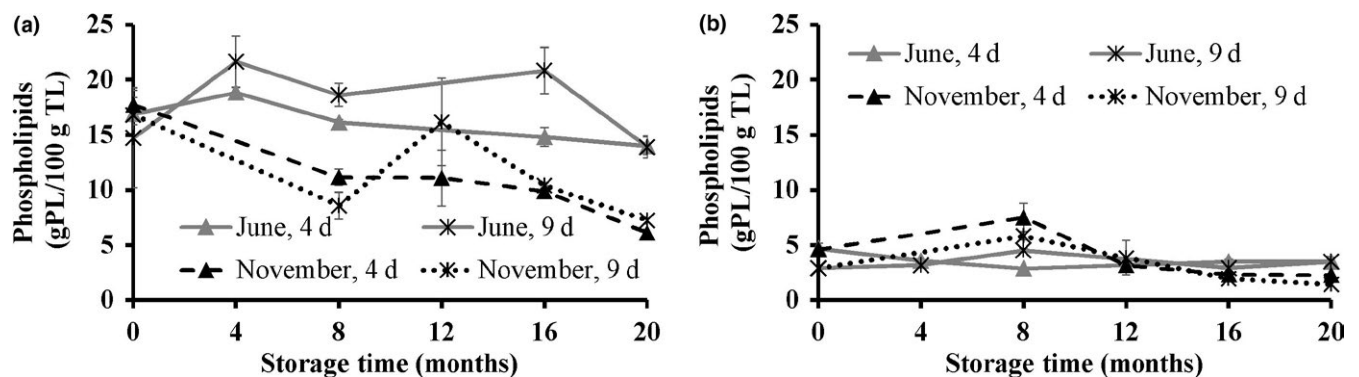 (a)
Phospholipids
(gPL/100 g TL)
25
20
15
10
5
0
June, 4 d
June, 9 d
November, 4 d
November, 9 d
0 4 8 12 16 20
Storage time (months)
(b)
Phospholipids
(gPL/100 g TL)
25
20
15
10
5
0
June, 4 d
June, 9 d
November, 4 d
November, 9 d
0 4 8 12 16 20
Storage time (months)